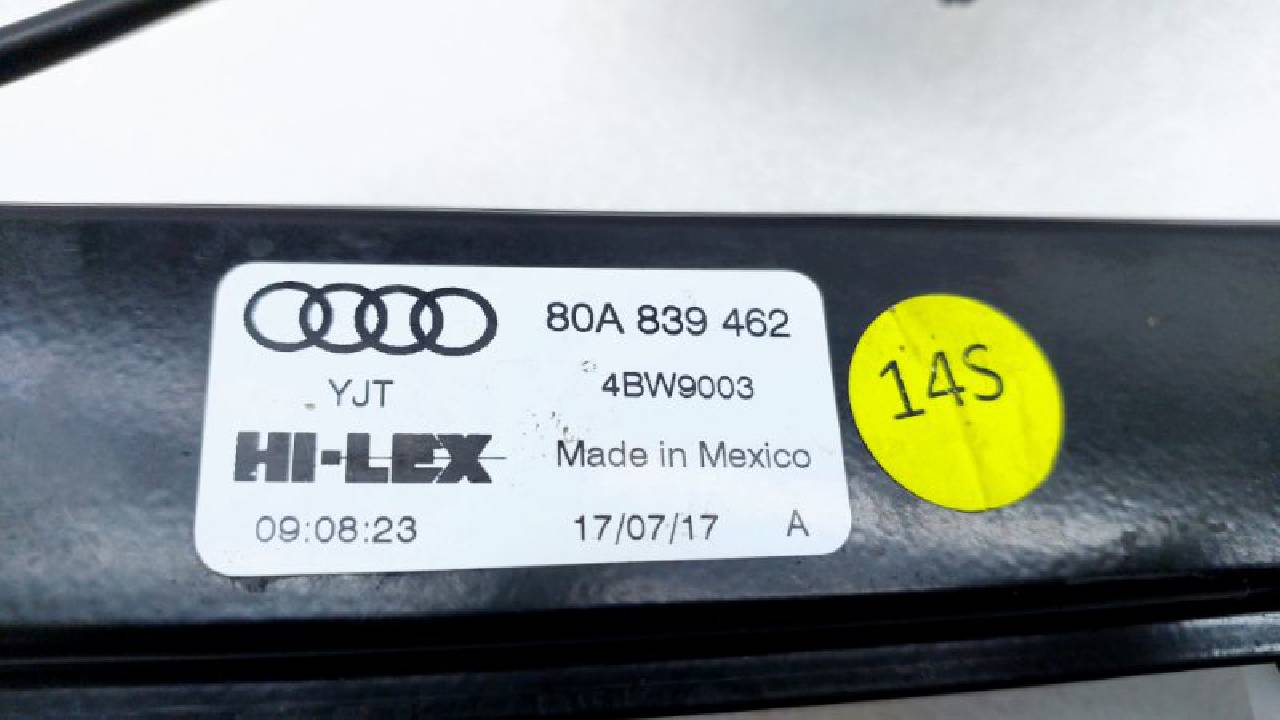 80A 839 462
YJT
4BW9003
HI-LEX
Made in Mexico
09:08:23
17/07/17 A
14S